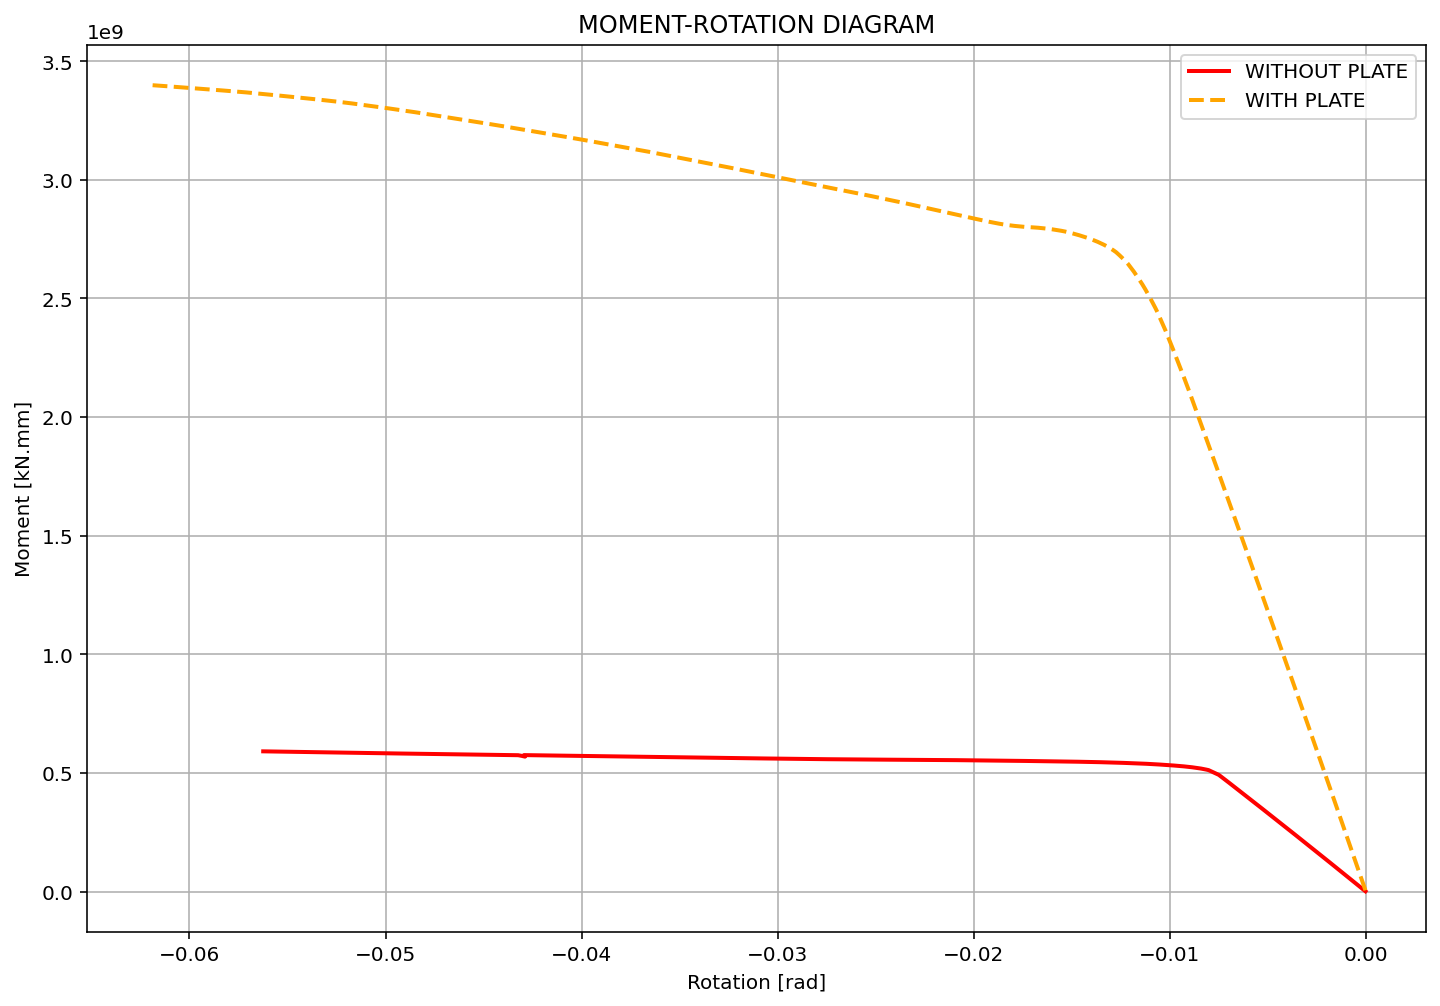 MOMENT-ROTATION DIAGRAM
1e9
WITHOUT PLATE
WITH PLATE
3.5
3.0
2.5
2.0
1.5
1.0
0.5
0.0
Moment [kN.mm]
−0.06 −0.05 −0.04 −0.03 −0.02 −0.01 0.00
Rotation [rad]